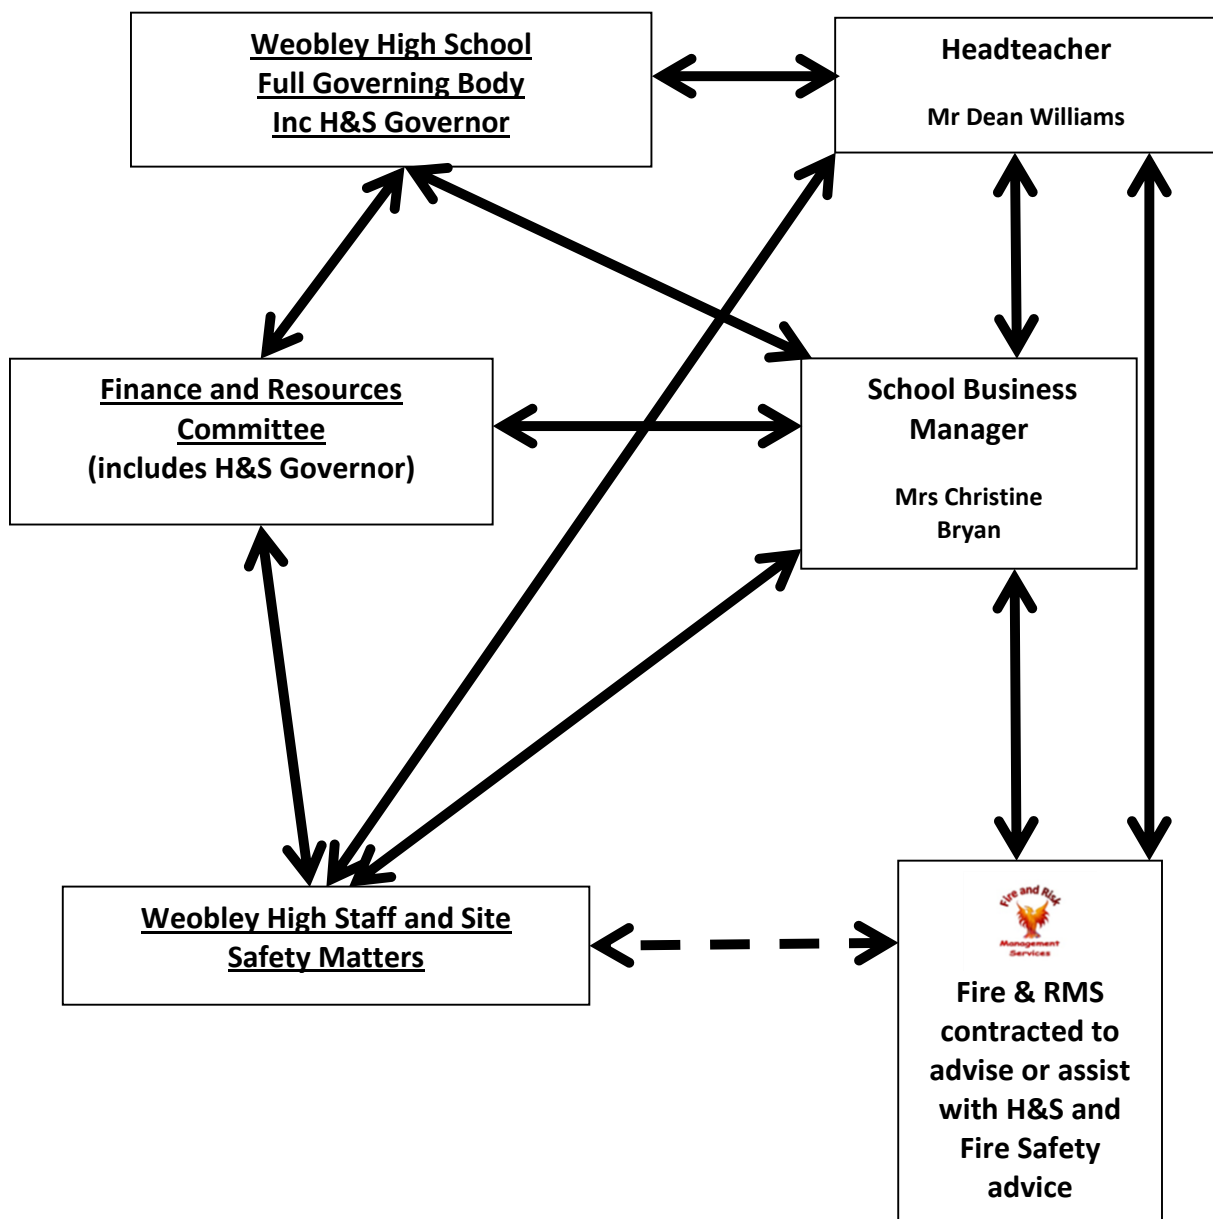 Weobley High School
Full Governing Body
Inc H&S Governor
Headteacher
Mr Dean Williams
Finance and Resources
Committee
(includes H&S Governor)
School Business
Manager
Mrs Christine
Bryan
Weobley High Staff and Site
Safety Matters
Fire and Risk
Management
Services
Fire & RMS
contracted to
advise or assist
with H&S and
Fire Safety
advice